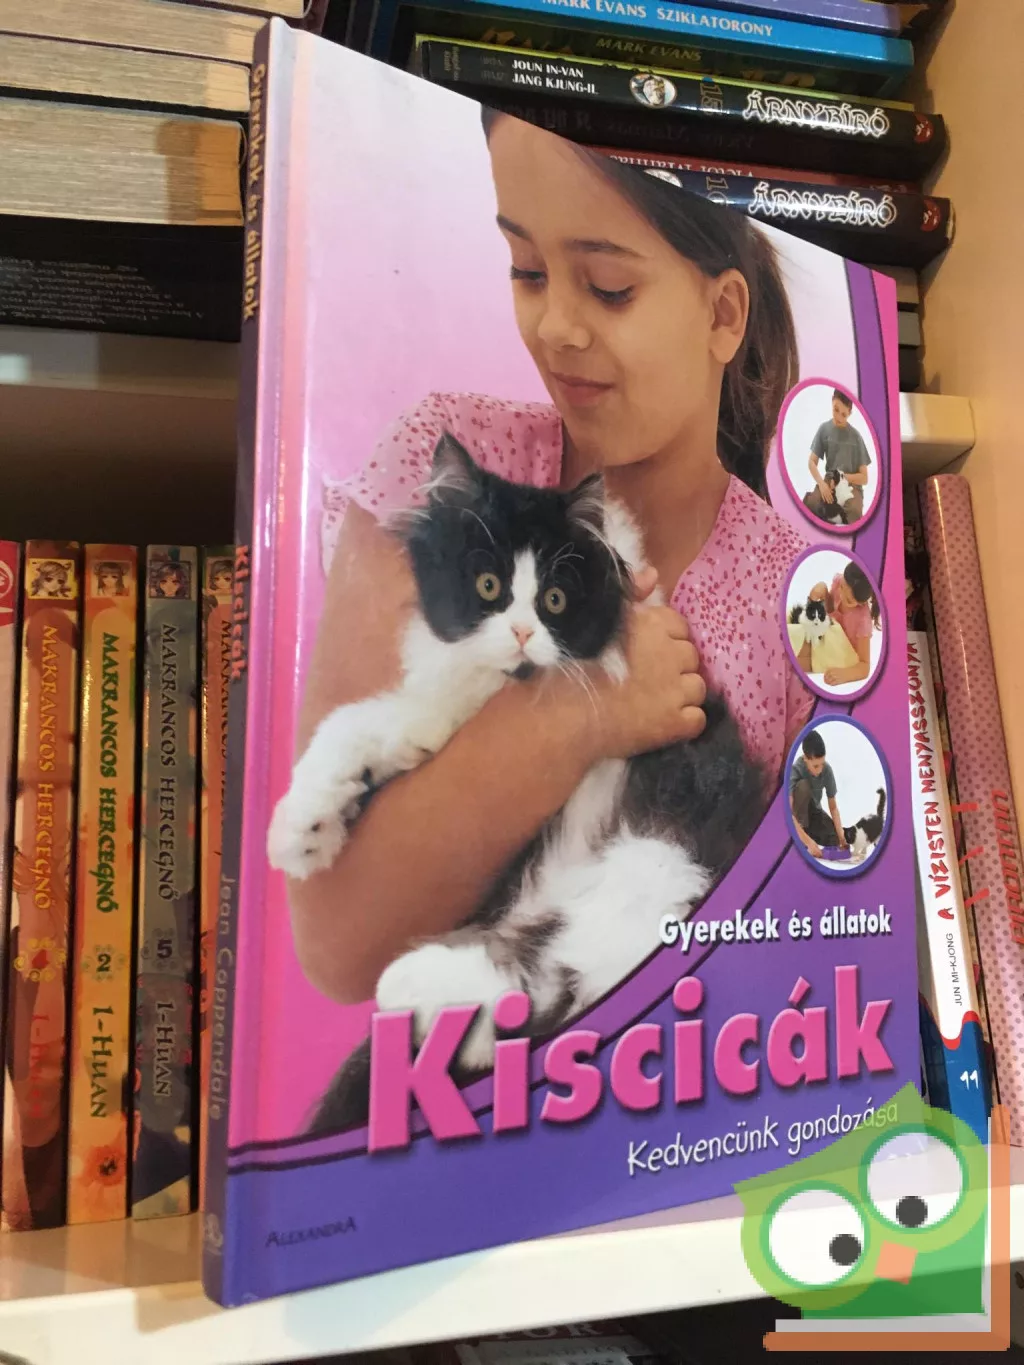 MARK EVANS SZIKLATORONY
MARK EVANS
JOUN IN-VAN
JANG KJUNG-IL
15
ÁRNYBÍRÓ
ÁRNYBÍRÓ
Gyerekek és állatok
Kiscicák
Jean Coppendale
Gyerekek és állatok
Kiscicák
Kedvencünk gondozása
ALEXANDRA
MAKRANCOS HERCEGNŐ
MAKRANCOS HERCEGNŐ
2
I-HUAN
MAKRANCOS HERCEGNŐ
5
I-HUAN
A VÍZISTEN MENYASSZONYA
JUN MI-KJONG
11